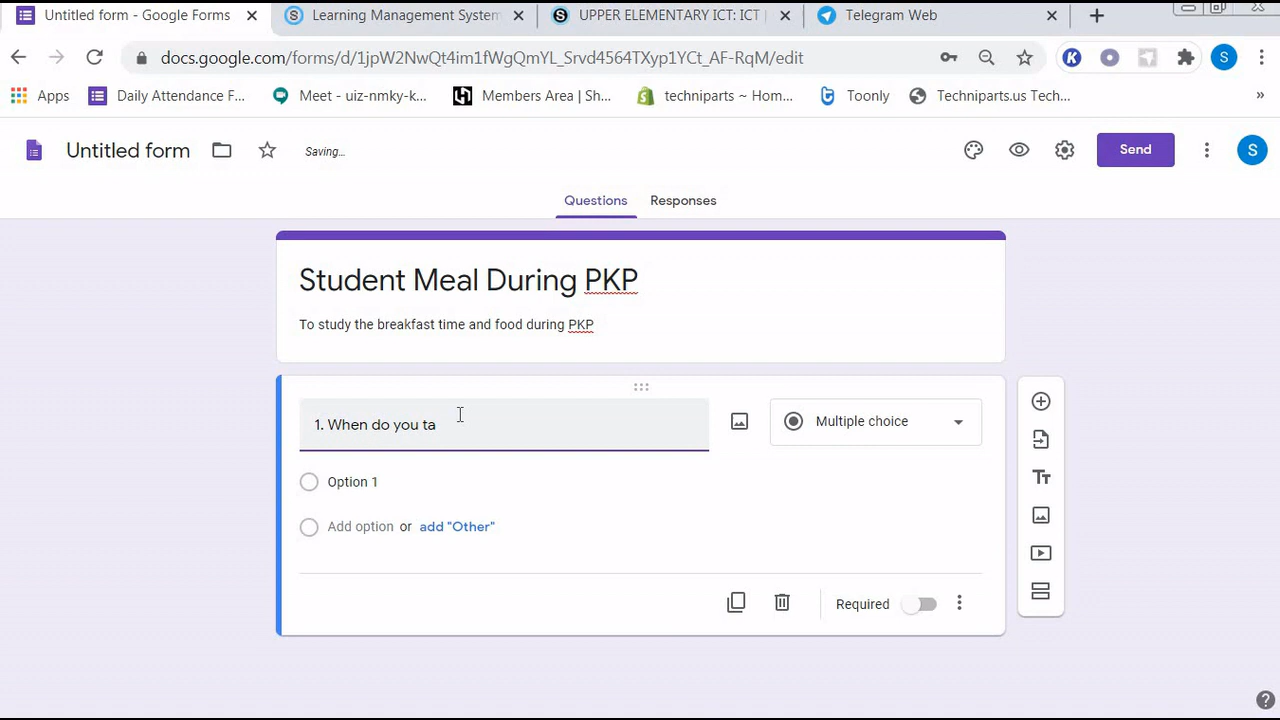 Untitled form - Google Forms
Learning Management System
UPPER ELEMENTARY ICT: ICT
Telegram Web
docs.google.com/forms/d/1JpW2NwQt4im1fWgQmYL_Srvd4564TXyp1YCt_AF-RqM/edit
S
Apps
Daily Attendance F...
Meet - uiz-nmky-k...
Members Area | Sh...
techniparts ~ Hom...
Toonly
Techniparts.us Tech...
»
Untitled form
Saving...
Send
S
Questions
Responses
Student Meal During PKP
To study the breakfast time and food during PKP
1. When do you ta
Multiple choice
Option 1
Add option or add "Other"
Required